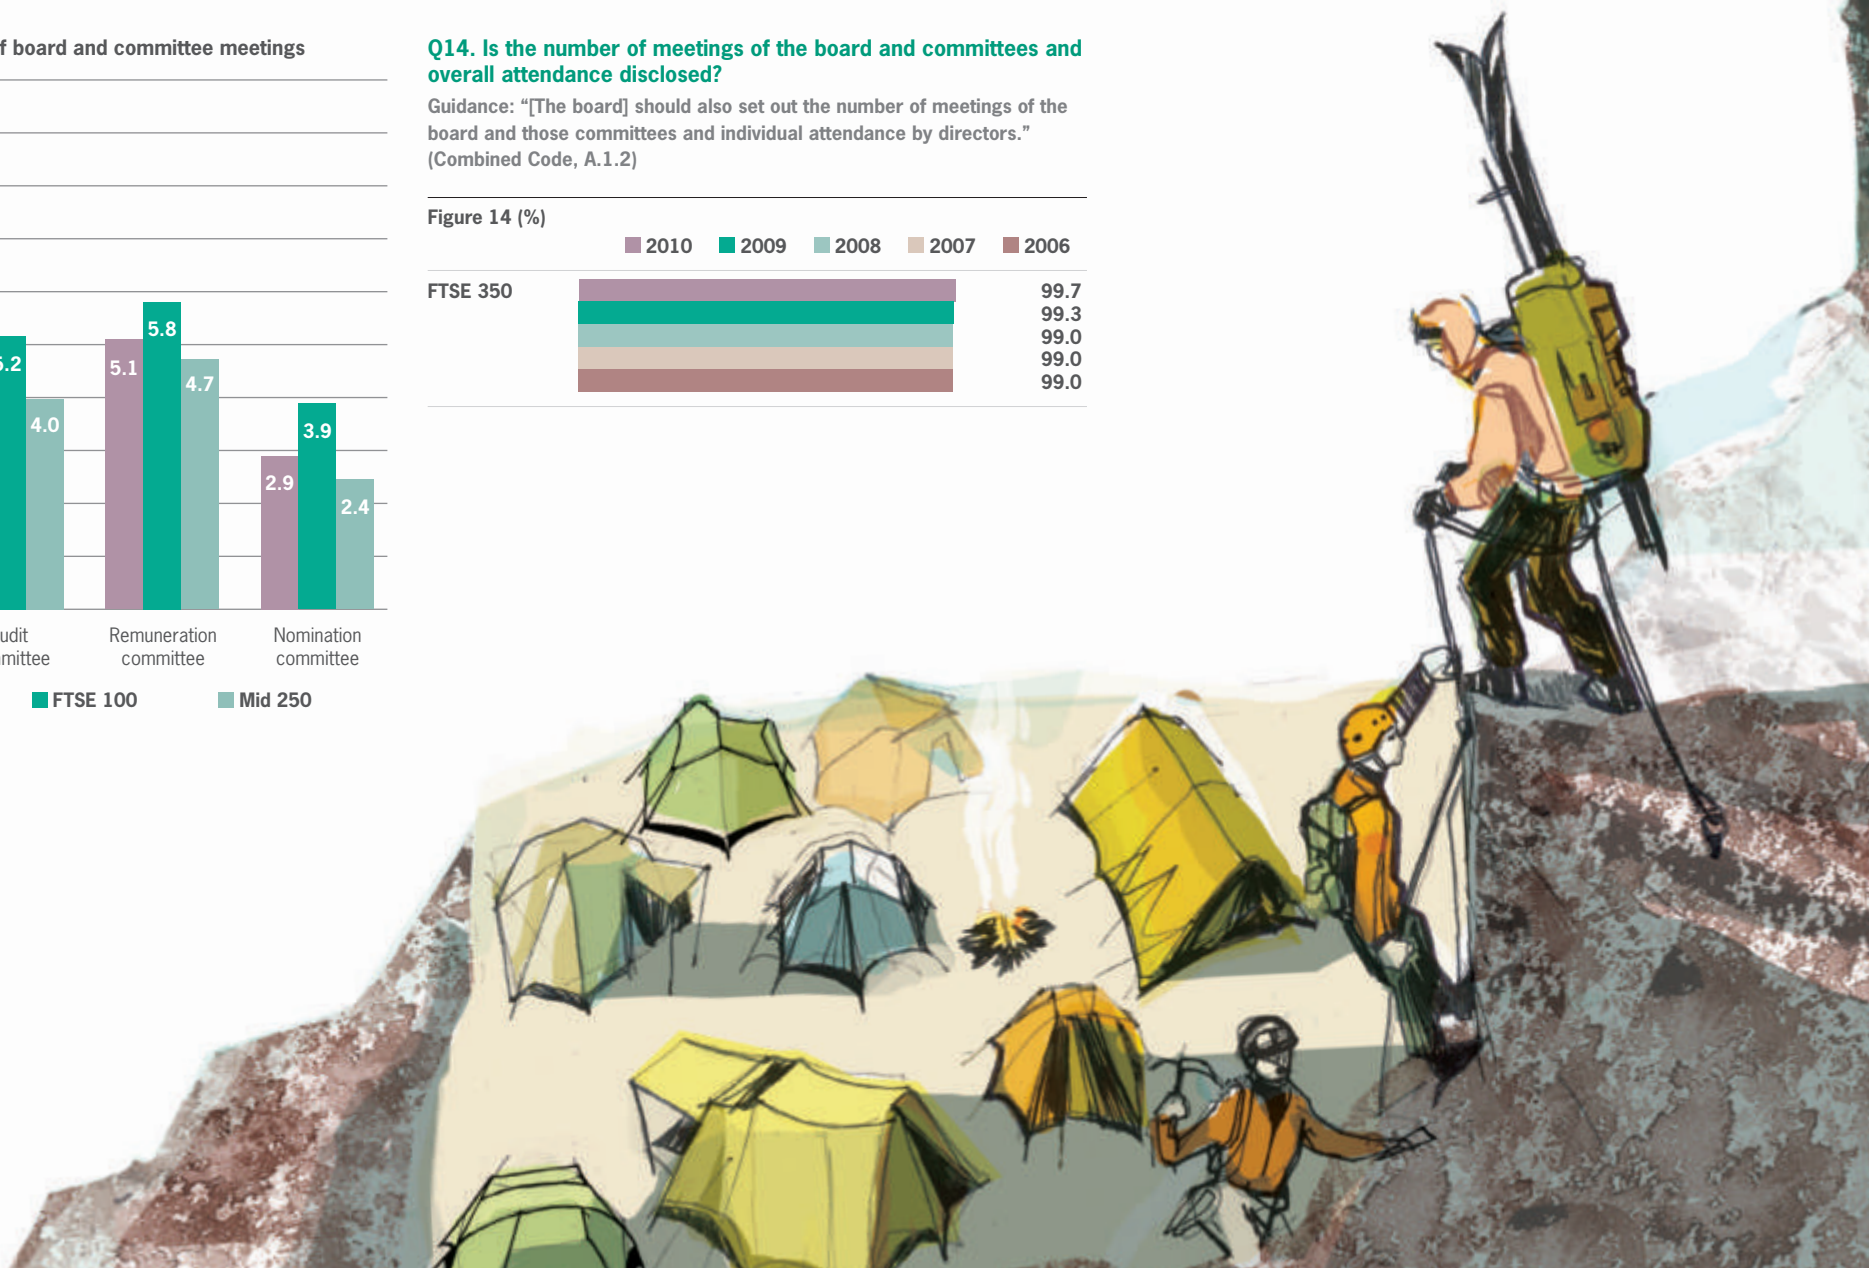 of board and committee meetings
5.2
4.0
5.1
5.8
4.7
2.9
3.9
2.4
Remuneration
committee
Nomination
committee
FTSE 100
Mid 250
Q14. Is the number of meetings of the board and committees and
overall attendance disclosed?
Guidance: “[The board] should also set out the number of meetings of the
board and those committees and individual attendance by directors.”
(Combined Code, A.1.2)
Figure 14 (%)
2010 2009 2008 2007 2006
FTSE 350 99.7
99.3
99.0
99.0
99.0